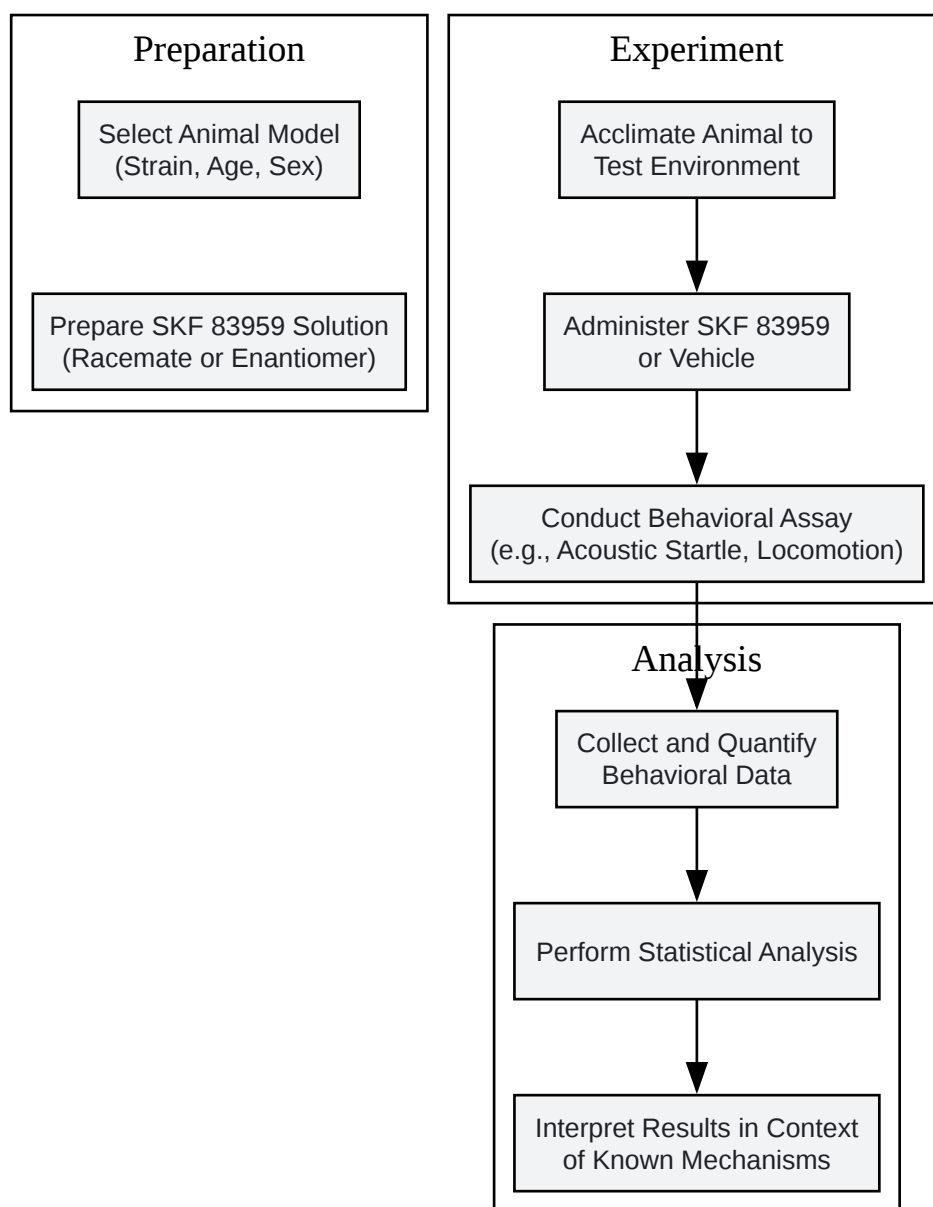 Preparation
Select Animal Model
(Strain, Age, Sex)
Prepare SKF 83959 Solution
(Racemate or Enantiomer)
Experiment
Acclimate Animal to
Test Environment
Administer SKF 83959
or Vehicle
Conduct Behavioral Assay
(e.g., Acoustic Startle, Locomotion)
Analysis
Collect and Quantify
Behavioral Data
Perform Statistical Analysis
Interpret Results in Context
of Known Mechanisms